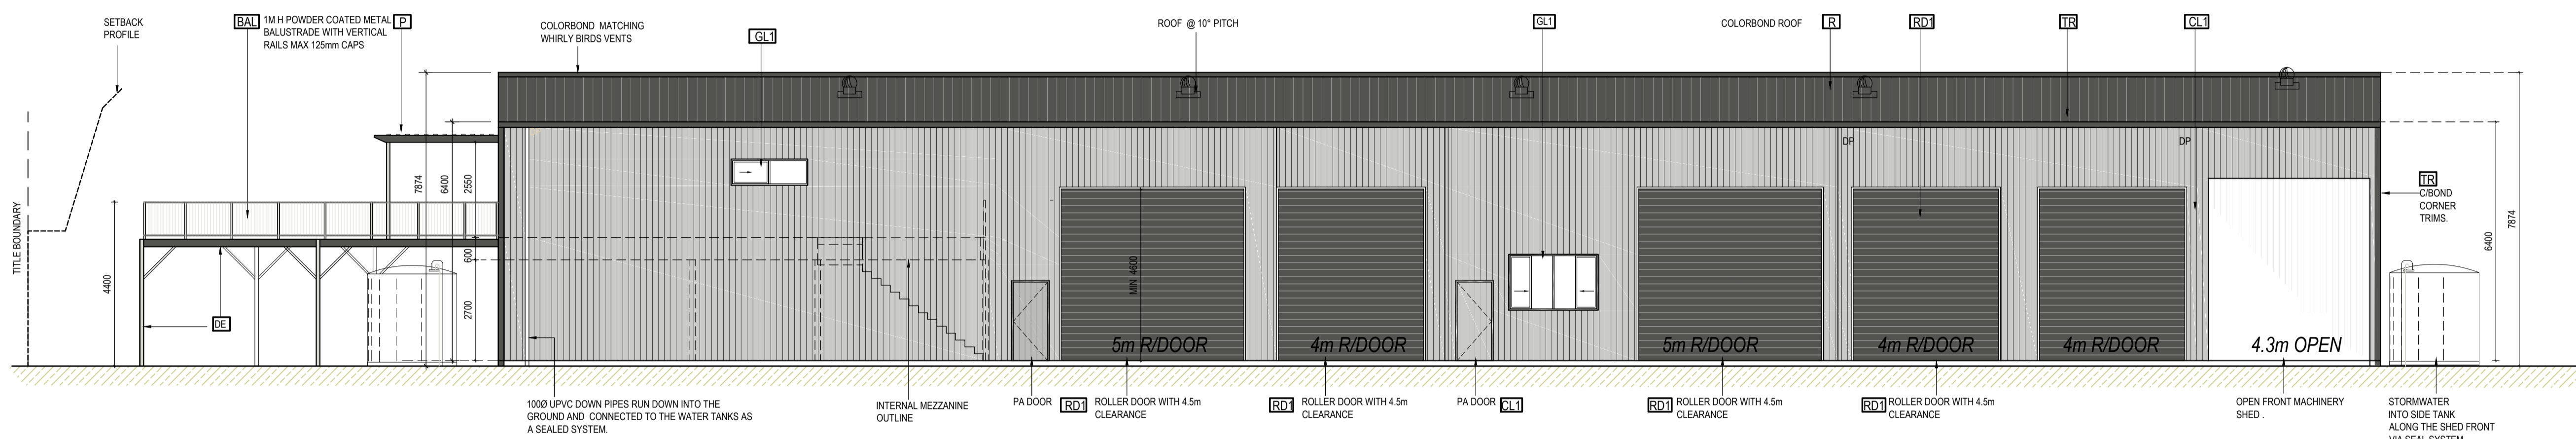 SETBACK
PROFILE
BAL
1M H POWDER COATED METAL
BALUSTRADE WITH VERTICAL
RAILS MAX 125mm CAPS
P
COLORBOND MATCHING
WHIRLY BIRDS VENTS
GL1
ROOF @ 10° PITCH
GL1
COLORBOND ROOF
R
RD1
TR
CL1
TITLE BOUNDARY
4400
7874
6400
2550
600
2700
DE
MIN 4600
DP
DP
TR
C/BOND
CORNER
TRIMS.
6400
7874
5m R/DOOR
4m R/DOOR
5m R/DOOR
4m R/DOOR
4m R/DOOR
4.3m OPEN
100Ø UPVC DOWN PIPES RUN DOWN INTO THE
GROUND AND CONNECTED TO THE WATER TANKS AS
A SEALED SYSTEM.
INTERNAL MEZZANINE
OUTLINE
PA DOOR
RD1
ROLLER DOOR WITH 4.5m
CLEARANCE
RD1
ROLLER DOOR WITH 4.5m
CLEARANCE
PA DOOR
CL1
RD1
ROLLER DOOR WITH 4.5m
CLEARANCE
RD1
ROLLER DOOR WITH 4.5m
CLEARANCE
OPEN FRONT MACHINERY
SHED .
STORMWATER
INTO SIDE TANK
ALONG THE SHED FRONT
VIA SEAL SYSTEM